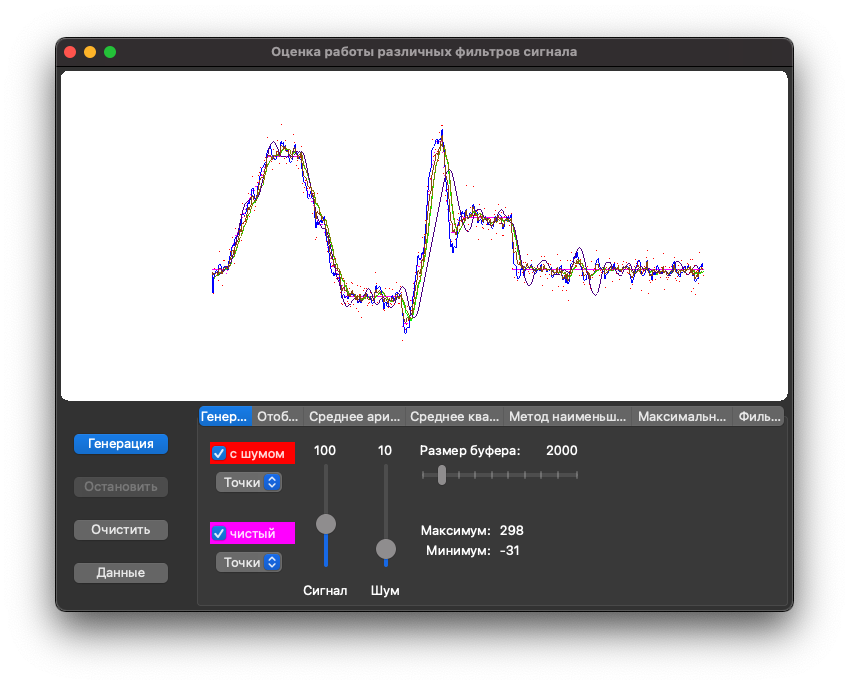 Оценка работы различных фильтров сигнала
Генер... Отоб... Среднее ари... Среднее ква... Метод наименьш... Максимальн... Филь...
Генерация
Остановить
Очистить
Данные
с шумом
Точки
чистый
Точки
100
Сигнал
10
Шум
Размер буфера: 2000
Максимум: 298
Минимум: -31